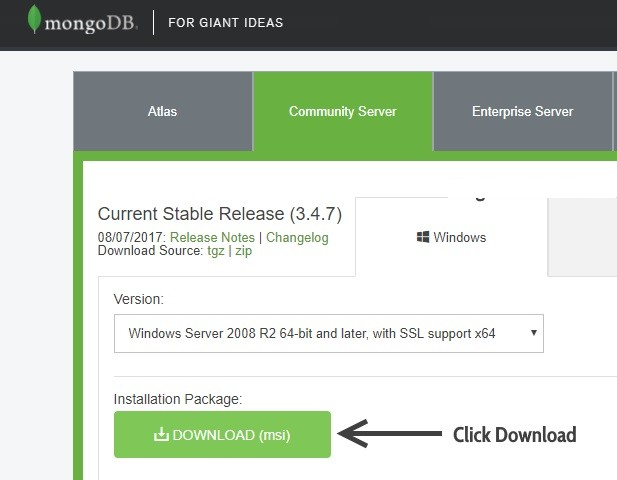 mongoDB. FOR GIANT IDEAS
Atlas Community Server Enterprise Server
Current Stable Release (3.4.7)
08/07/2017: Release Notes | Changelog
Download Source: tgz | zip
Windows
Version:
Windows Server 2008 R2 64-bit and later, with SSL support x64
Installation Package:
DOWNLOAD (msi)
Click Download